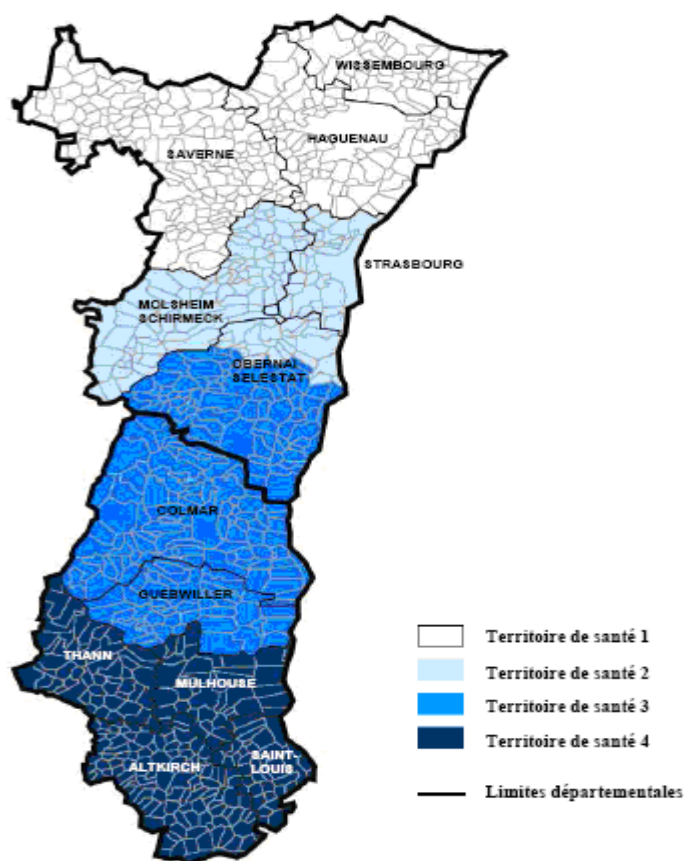 WISSEMBOURG
HAGUENAU
SAVERNE
STRASBOURG
MOLSHEIM
SCHIRMECK
OBERNAI
SELESTAT
COLMAR
GUEBWILLER
THANN
MULHOUSE
SAINT-
LOUIS
ALTKIRCH
Territoire de santé 1
Territoire de santé 2
Territoire de santé 3
Territoire de santé 4
Limites départementales